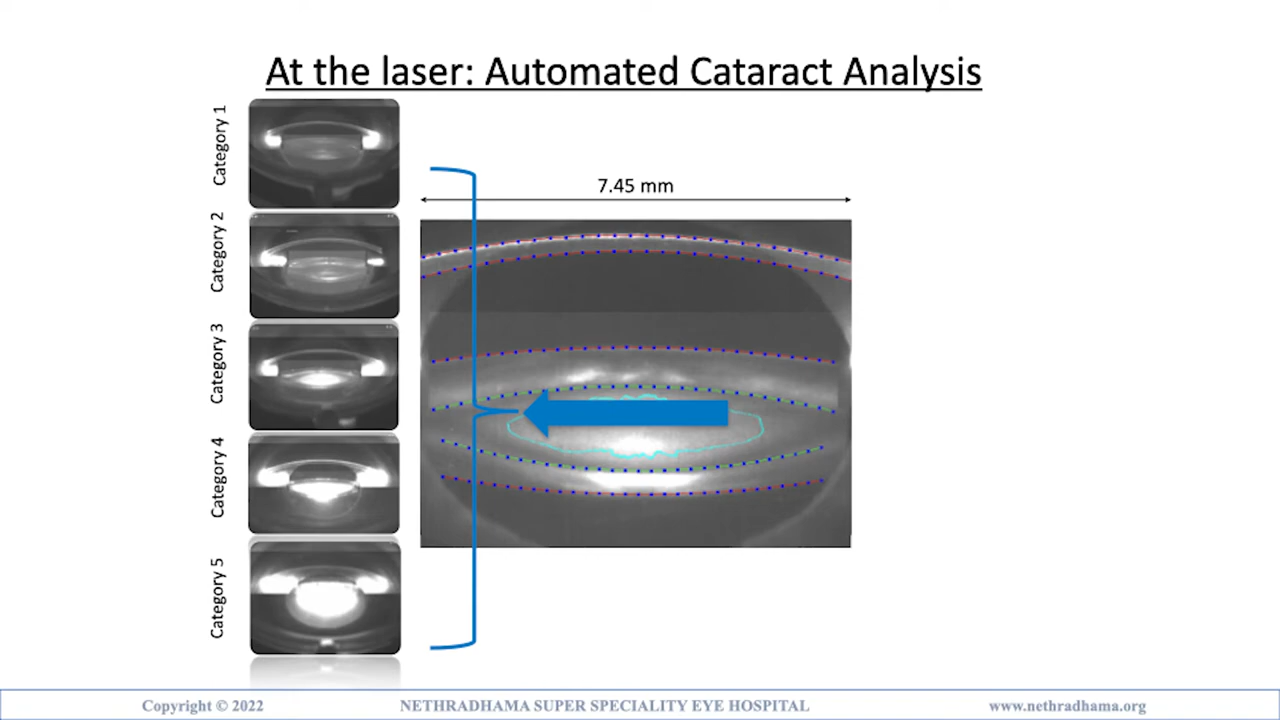 At the laser: Automated Cataract Analysis
Category 1
Category 2
Category 3
Category 4
Category 5
7.45 mm
Copyright © 2022
NETHRADHAMA SUPER SPECIALITY EYE HOSPITAL
www.nethradhama.org